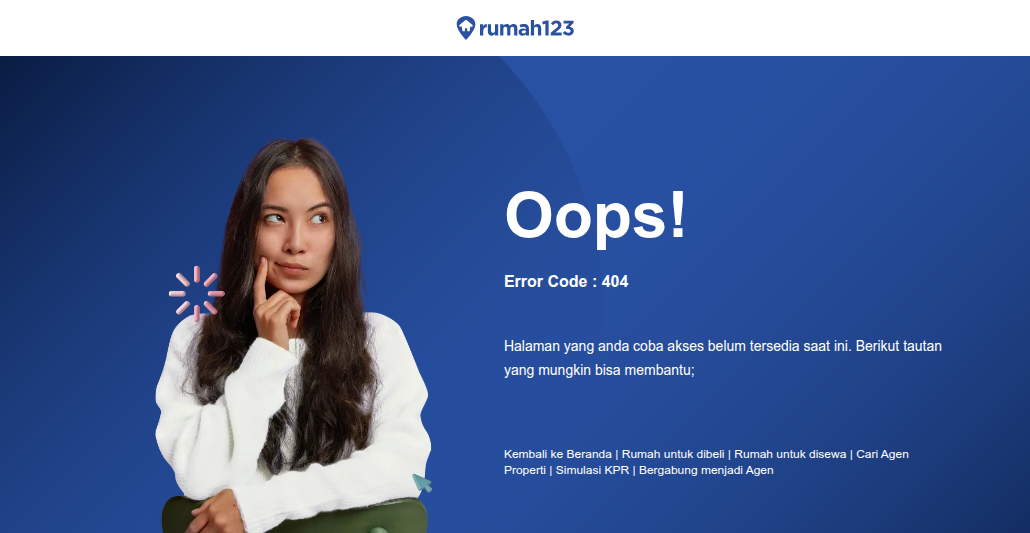 rumah123
Oops!
Error Code : 404
Halaman yang anda coba akses belum tersedia saat ini. Berikut tautan
yang mungkin bisa membantu;
Kembali ke Beranda | Rumah untuk dibeli | Rumah untuk disewa | Cari Agen
Properti | Simulasi KPR | Bergabung menjadi Agen